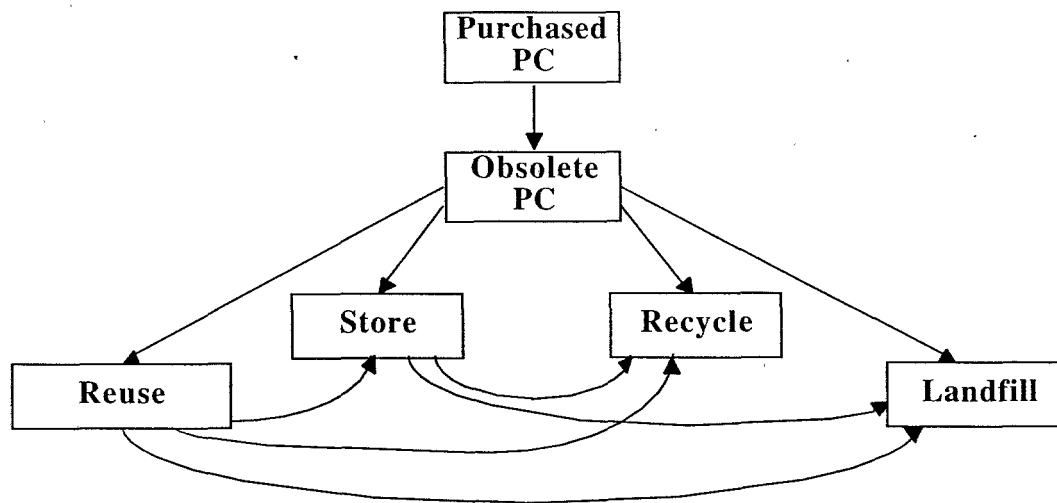 Purchased
PC
Obsolete
PC
Store
Recycle
Reuse
Landfill